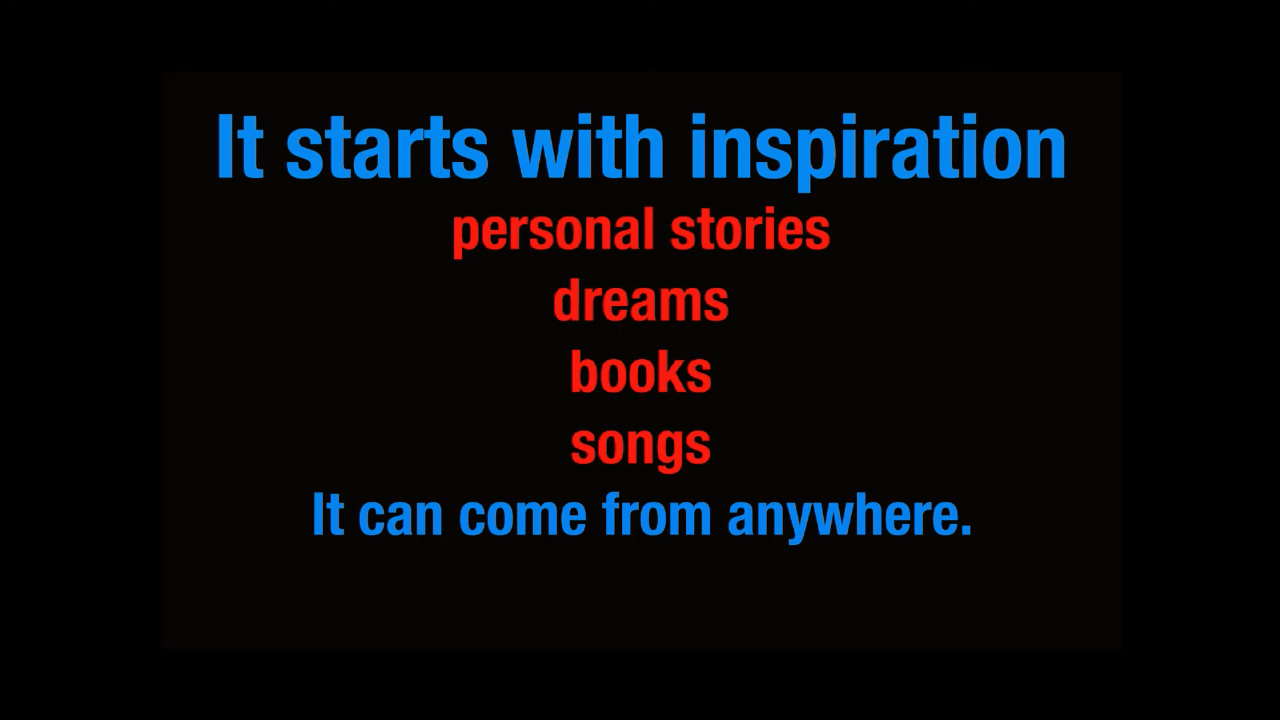 It starts with inspiration
personal stories
dreams
books
songs
It can come from anywhere.